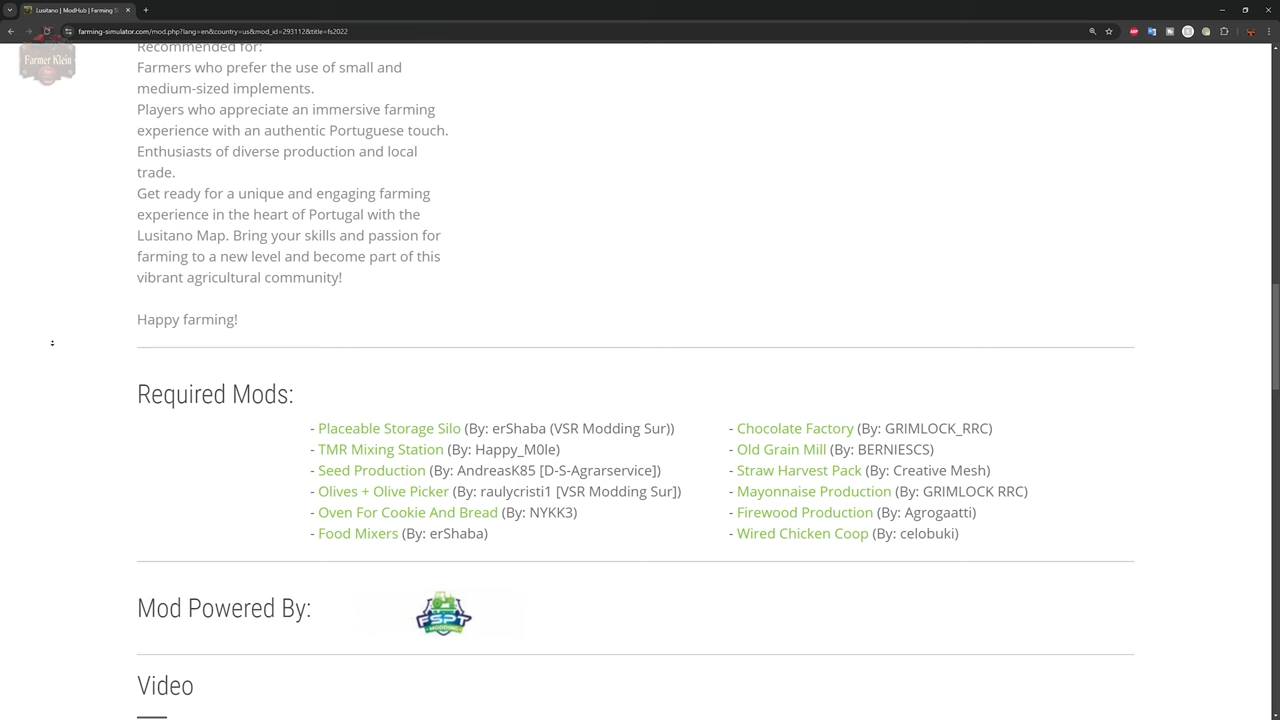 Lusitano | ModHub | Farming S
farming-simulator.com/mod.php?lang=en&country=us&mod_id=293112&title=fs2022
Farmer Klein
Recommended for:
Farmers who prefer the use of small and
medium-sized implements.
Players who appreciate an immersive farming
experience with an authentic Portuguese touch.
Enthusiasts of diverse production and local
trade.
Get ready for a unique and engaging farming
experience in the heart of Portugal with the
Lusitano Map. Bring your skills and passion for
farming to a new level and become part of this
vibrant agricultural community!
Happy farming!
Required Mods:
- Placeable Storage Silo (By: erShaba (VSR Modding Sur))
- TMR Mixing Station (By: Happy_M0le)
- Seed Production (By: AndreasK85 [D-S-Agrarservice])
- Olives + Olive Picker (By: raulycristi1 [VSR Modding Sur])
- Oven For Cookie And Bread (By: NYKK3)
- Food Mixers (By: erShaba)
- Chocolate Factory (By: GRIMLOCK_RRC)
- Old Grain Mill (By: BERNIESCS)
- Straw Harvest Pack (By: Creative Mesh)
- Mayonnaise Production (By: GRIMLOCK RRC)
- Firewood Production (By: Agrogaatti)
- Wired Chicken Coop (By: celobuki)
Mod Powered By:
FSPT
MODDING
Video